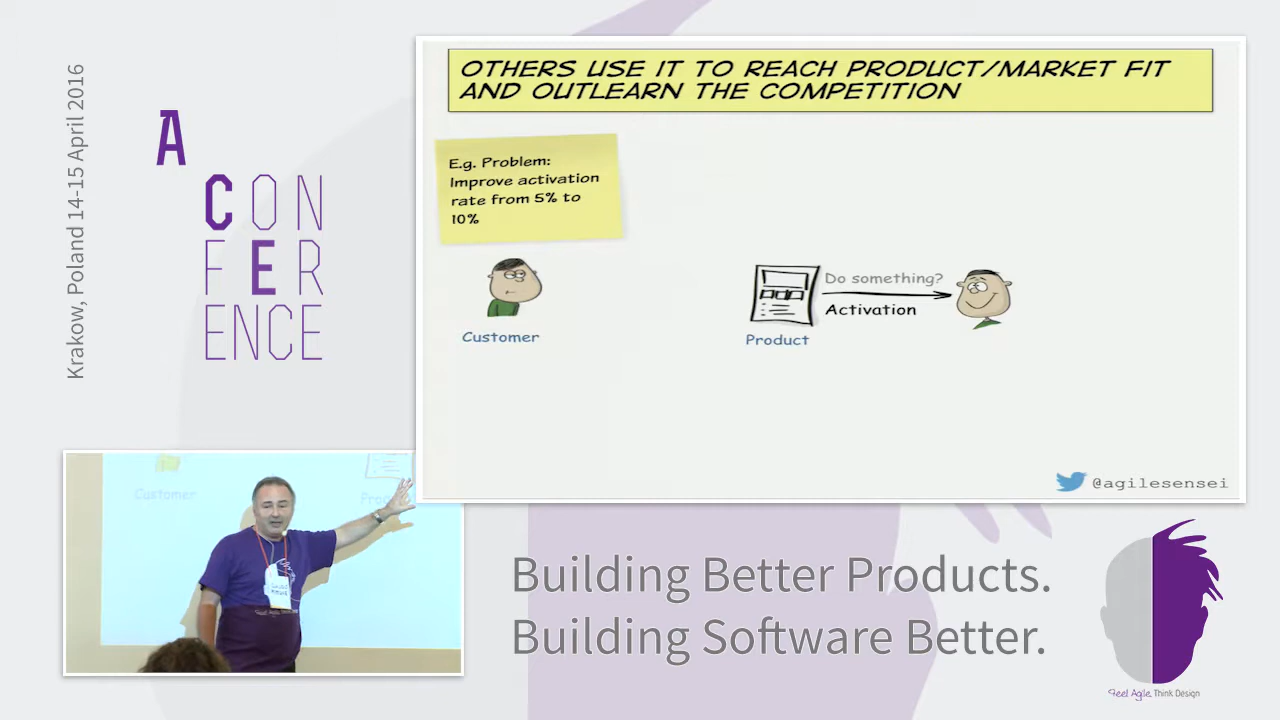 Krakow, Poland 14-15 April 2016
A
CON
FER
ENCE
OTHERS USE IT TO REACH PRODUCT/MARKET FIT
AND OUTLEARN THE COMPETITION
E.g. Problem:
Improve activation
rate from 5% to
10%
Customer
Do something?
Activation
Product
@agilesensei
Customer
Building Better Products.
Building Software Better.
Feel Agile, Think Design